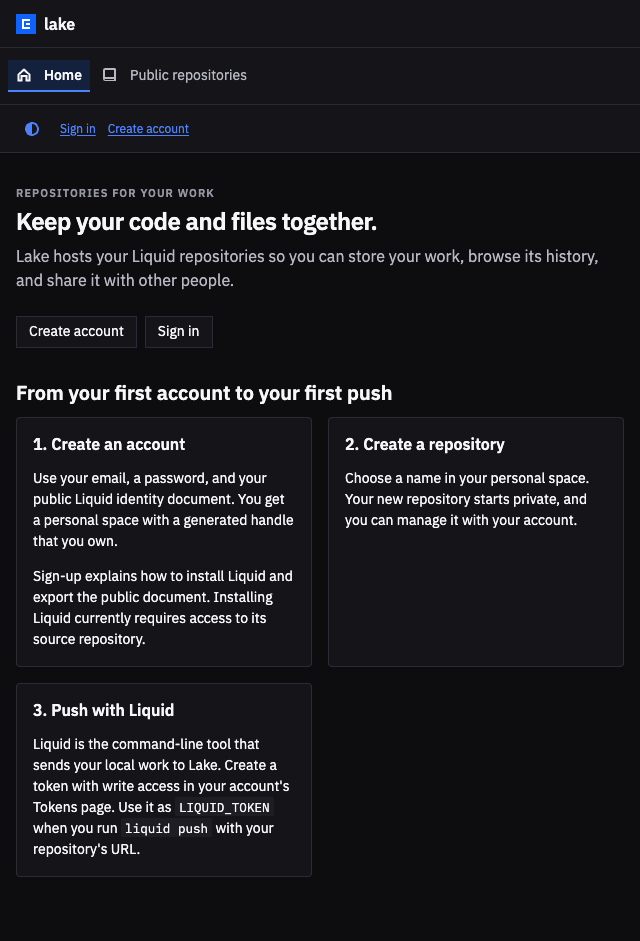 lake
Home
Public repositories
Sign in
Create account
REPOSITORIES FOR YOUR WORK
Keep your code and files together.
Lake hosts your Liquid repositories so you can store your work, browse its history,
and share it with other people.
Create account
Sign in
From your first account to your first push
1. Create an account
Use your email, a password, and your
public Liquid identity document. You get
a personal space with a generated handle
that you own.
Sign-up explains how to install Liquid and
export the public document. Installing
Liquid currently requires access to its
source repository.
2. Create a repository
Choose a name in your personal space.
Your new repository starts private, and
you can manage it with your account.
3. Push with Liquid
Liquid is the command-line tool that
sends your local work to Lake. Create a
token with write access in your account's
Tokens page. Use it as LIQUID_TOKEN
when you run liquid push with your
repository's URL.